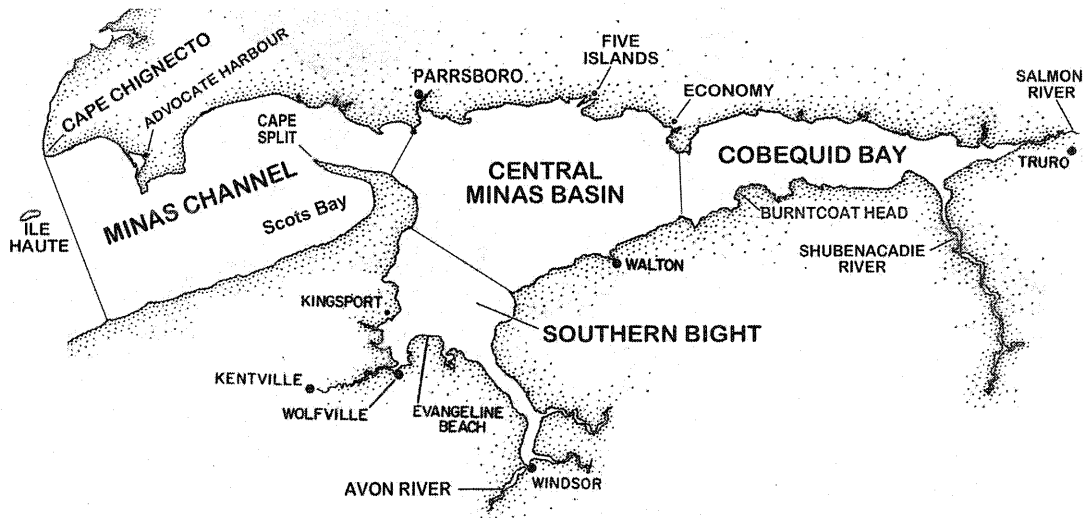 CAPE CHIGNECTO
ADVOCATE HARBOUR
CAPE
SPLIT
PARRSBORO
FIVE
ISLANDS
ECONOMY
SALMON
RIVER
TRURO
COBEQUID BAY
CENTRAL
MINAS BASIN
MINAS CHANNEL
Scots Bay
ÎLE
HAUTE
BURNTCOAT HEAD
SHUBENACADIE
RIVER
WALTON
KINGSPORT
SOUTHERN BIGHT
KENTVILLE
WOLFVILLE
EVANGELINE
BEACH
AVON RIVER
WINDSOR